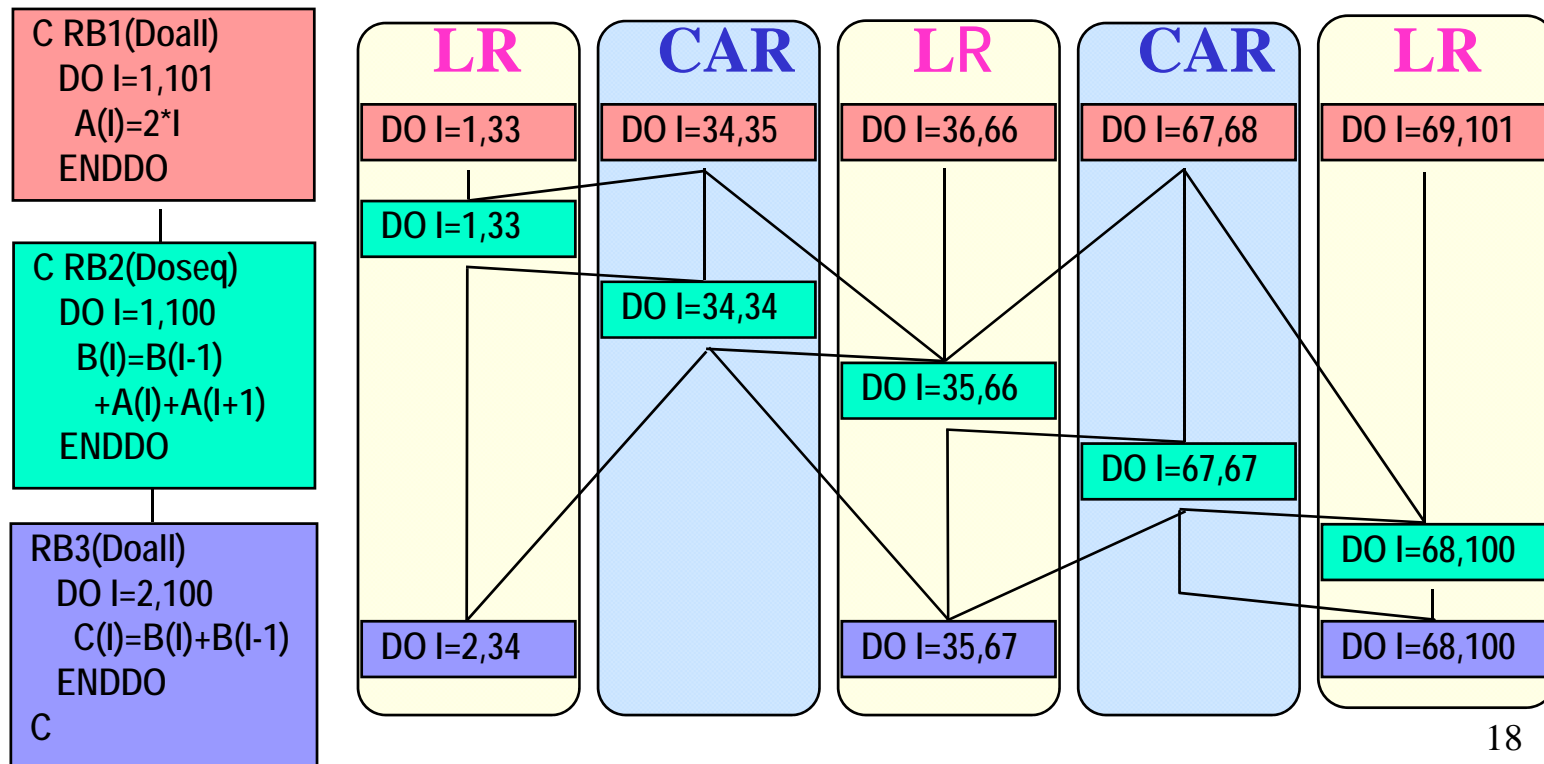 C RB1(Doall)
DO I=1,101
A(I)=2*I
ENDDO
C RB2(Doseq)
DO I=1,100
B(I)=B(I-1)
+A(I)+A(I+1)
ENDDO
RB3(Doall)
DO I=2,100
C(I)=B(I)+B(I-1)
ENDDO
C
LR CAR LR CAR LR
DO I=1,33 DO I=34,35 DO I=36,66 DO I=67,68 DO I=69,101
DO I=1,33
DO I=34,34
DO I=35,66
DO I=67,67
DO I=68,100
DO I=2,34 DO I=35,67 DO I=68,100
18